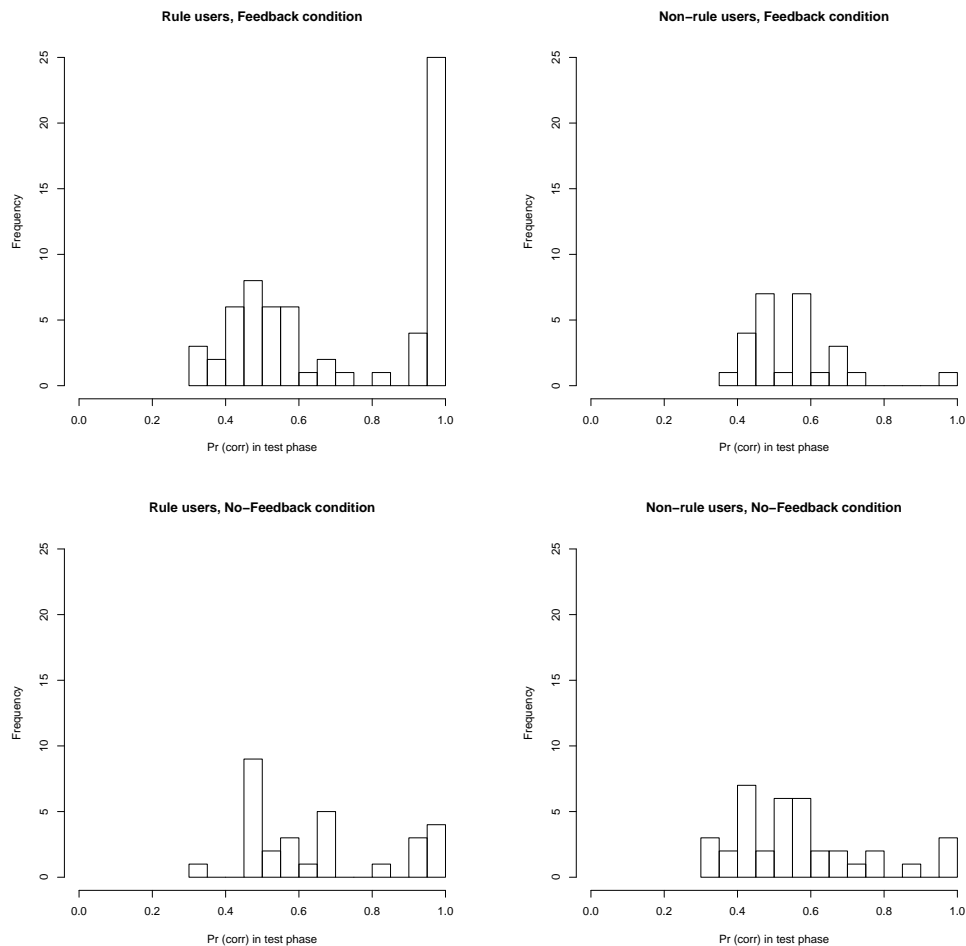 Rule users, Feedback condition
25
20
15
10
5
0
Frequency
0.0 0.2 0.4 0.6 0.8 1.0
Pr (corr) in test phase
Non−rule users, Feedback condition
25
20
15
10
5
0
Frequency
0.0 0.2 0.4 0.6 0.8 1.0
Pr (corr) in test phase
Rule users, No−Feedback condition
25
20
15
10
5
0
Frequency
0.0 0.2 0.4 0.6 0.8 1.0
Pr (corr) in test phase
Non−rule users, No−Feedback condition
25
20
15
10
5
0
Frequency
0.0 0.2 0.4 0.6 0.8 1.0
Pr (corr) in test phase